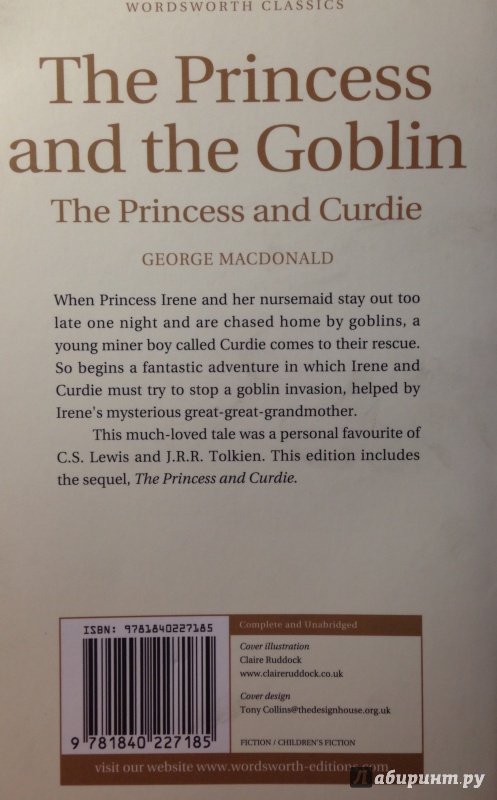 WORDSWORTH CLASSICS
The Princess
and the Goblin
The Princess and Curdie
GEORGE MACDONALD
When Princess Irene and her nursemaid stay out too
late one night and are chased home by goblins, a
young miner boy called Curdie comes to their rescue.
So begins a fantastic adventure in which Irene and
Curdie must try to stop a goblin invasion, helped by
Irene's mysterious great-great-grandmother.
This much-loved tale was a personal favourite of
C.S. Lewis and J.R.R. Tolkien. This edition includes
the sequel, The Princess and Curdie.
ISBN: 9781840227185
9 781840 227185
Complete and Unabridged
Cover illustration
Claire Ruddock
www.claireruddock.co.uk
Cover design
Tony Collins@thedesignhouse.org.uk
FICTION / CHILDREN'S FICTION
visit our website www.wordsworth-editions.com
Лабиринт.ру